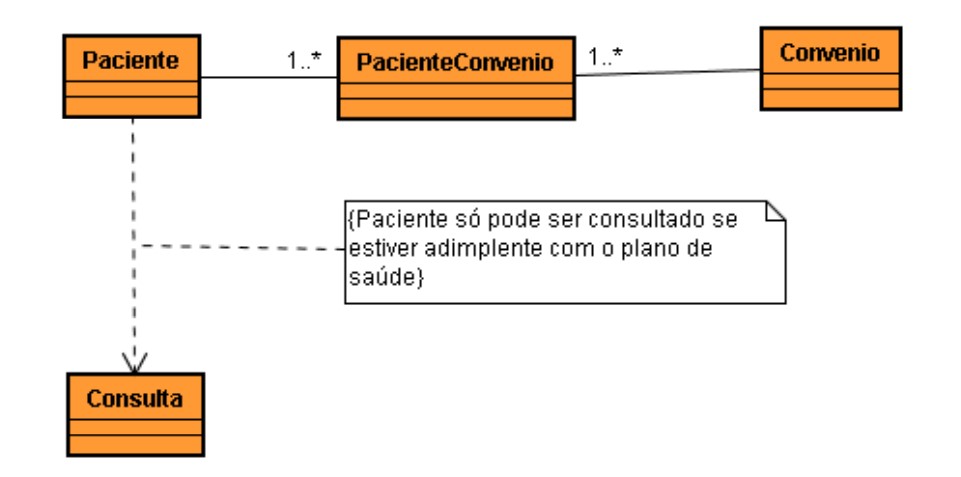 Paciente
1..*
PacienteConvenio
1..*
Convenio
{Paciente só pode ser consultado se
estiver adimplente com o plano de
saúde}
Consulta